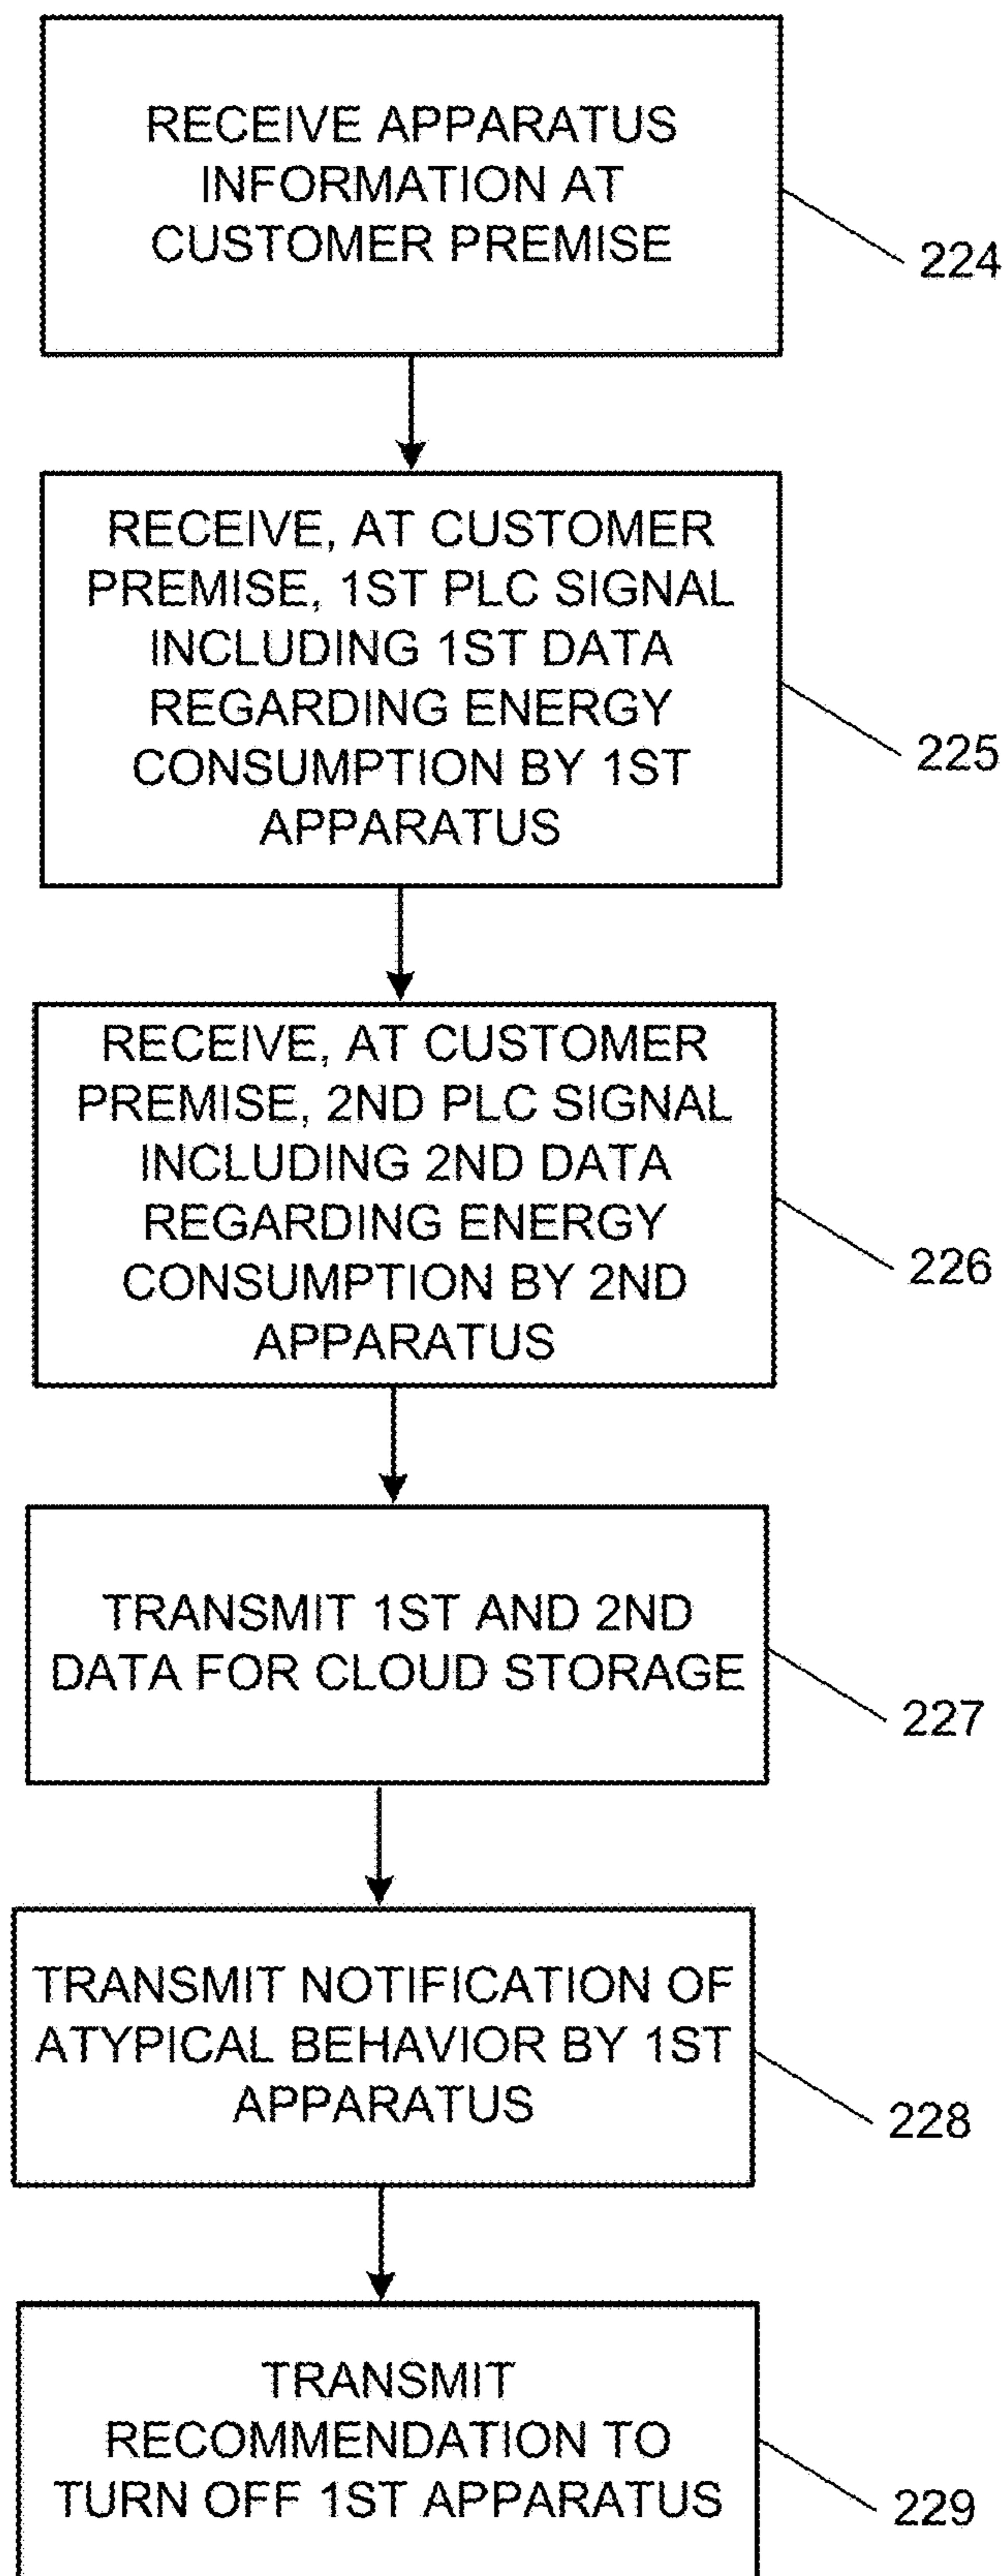 RECEIVE APPARATUS
INFORMATION AT
CUSTOMER PREMISE
224
RECEIVE, AT CUSTOMER
PREMISE, 1ST PLC SIGNAL
INCLUDING 1ST DATA
REGARDING ENERGY
CONSUMPTION BY 1ST
APPARATUS
225
RECEIVE, AT CUSTOMER
PREMISE, 2ND PLC SIGNAL
INCLUDING 2ND DATA
REGARDING ENERGY
CONSUMPTION BY 2ND
APPARATUS
226
TRANSMIT 1ST AND 2ND
DATA FOR CLOUD STORAGE
227
TRANSMIT NOTIFICATION OF
ATYPICAL BEHAVIOR BY 1ST
APPARATUS
228
TRANSMIT
RECOMMENDATION TO
TURN OFF 1ST APPARATUS
229